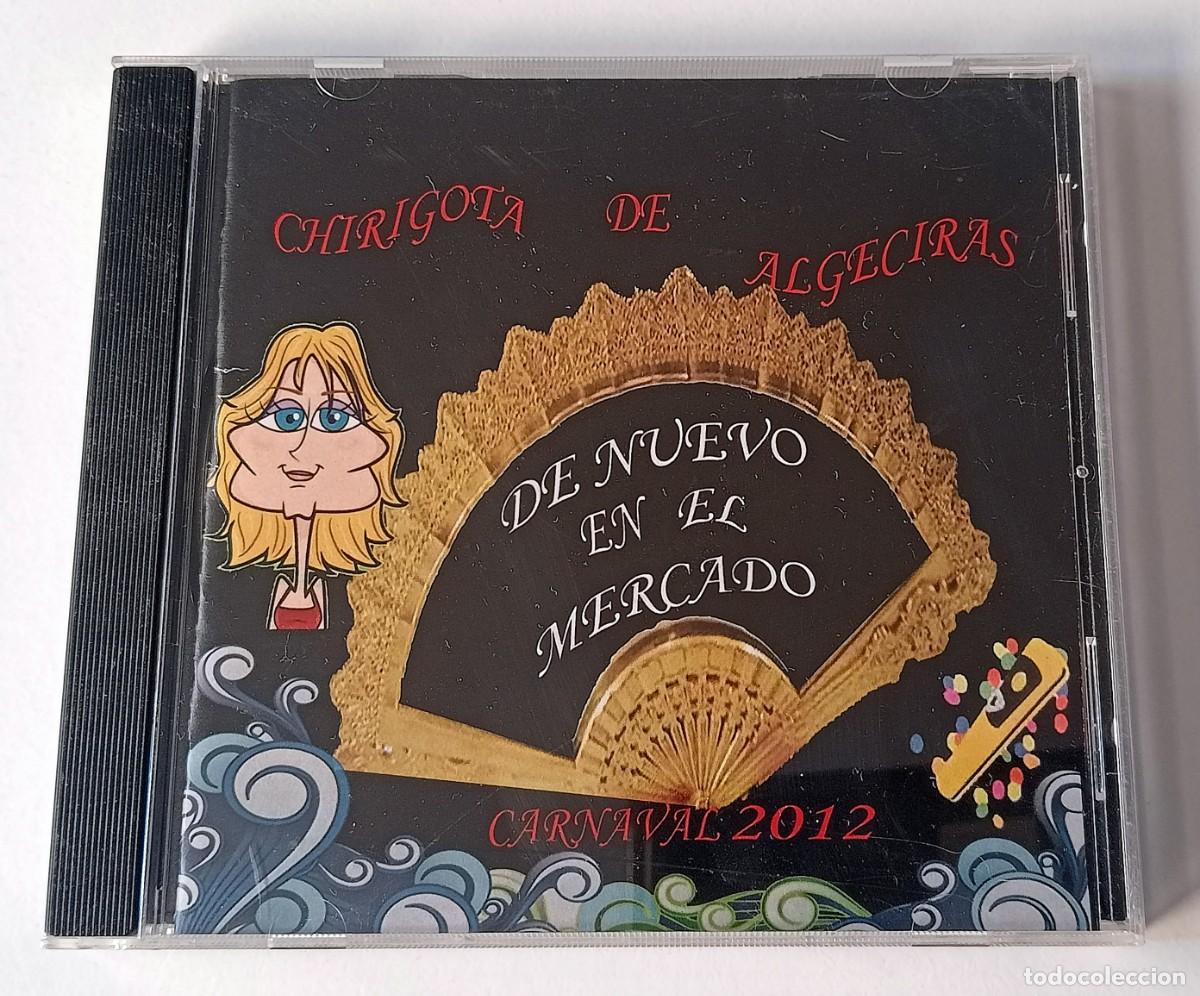 CHIRIGOTA DE ALGECIRAS
DE NUEVO
EN EL
MERCADO
CARNAVAL 2012
todocoleccion